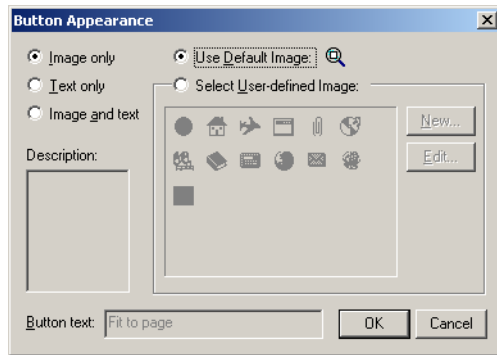 Button Appearance
Image only
Use Default Image:
Text only
Select User-defined Image:
Image and text
New...
Edit...
Description:
Button text: Fit to page
OK
Cancel